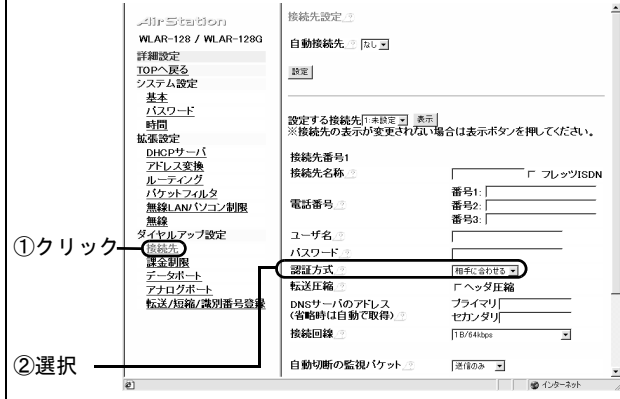 AirStation
WLAR-128 / WLAR-128G
詳細設定
TOPへ戻る
システム設定
基本
パスワード
時間
拡張設定
DHCPサーバ
アドレス変換
ルーティング
パケットフィルタ
無線LANパソコン制限
無線
ダイヤルアップ設定
①クリック
接続先
課金制限
データポート
アナログポート
転送/短縮/識別番号登録
②選択
接続先設定 ?
自動接続先 ? なし
設定
設定する接続先 1:未設定 表示
※接続先の表示が変更されない場合は表示ボタンを押してください。
接続先番号1
接続先名称 ? フレッツISDN
電話番号 ? 番号1:
番号2:
番号3:
ユーザ名 ?
パスワード ?
認証方式 ? 相手に合わせる
転送圧縮 ? ヘッダ圧縮
DNSサーバのアドレス プライマリ
(省略時は自動で取得) ? セカンダリ
接続回線 ? 1B/64kbps
自動切断の監視パケット ? 送信のみ
インターネット